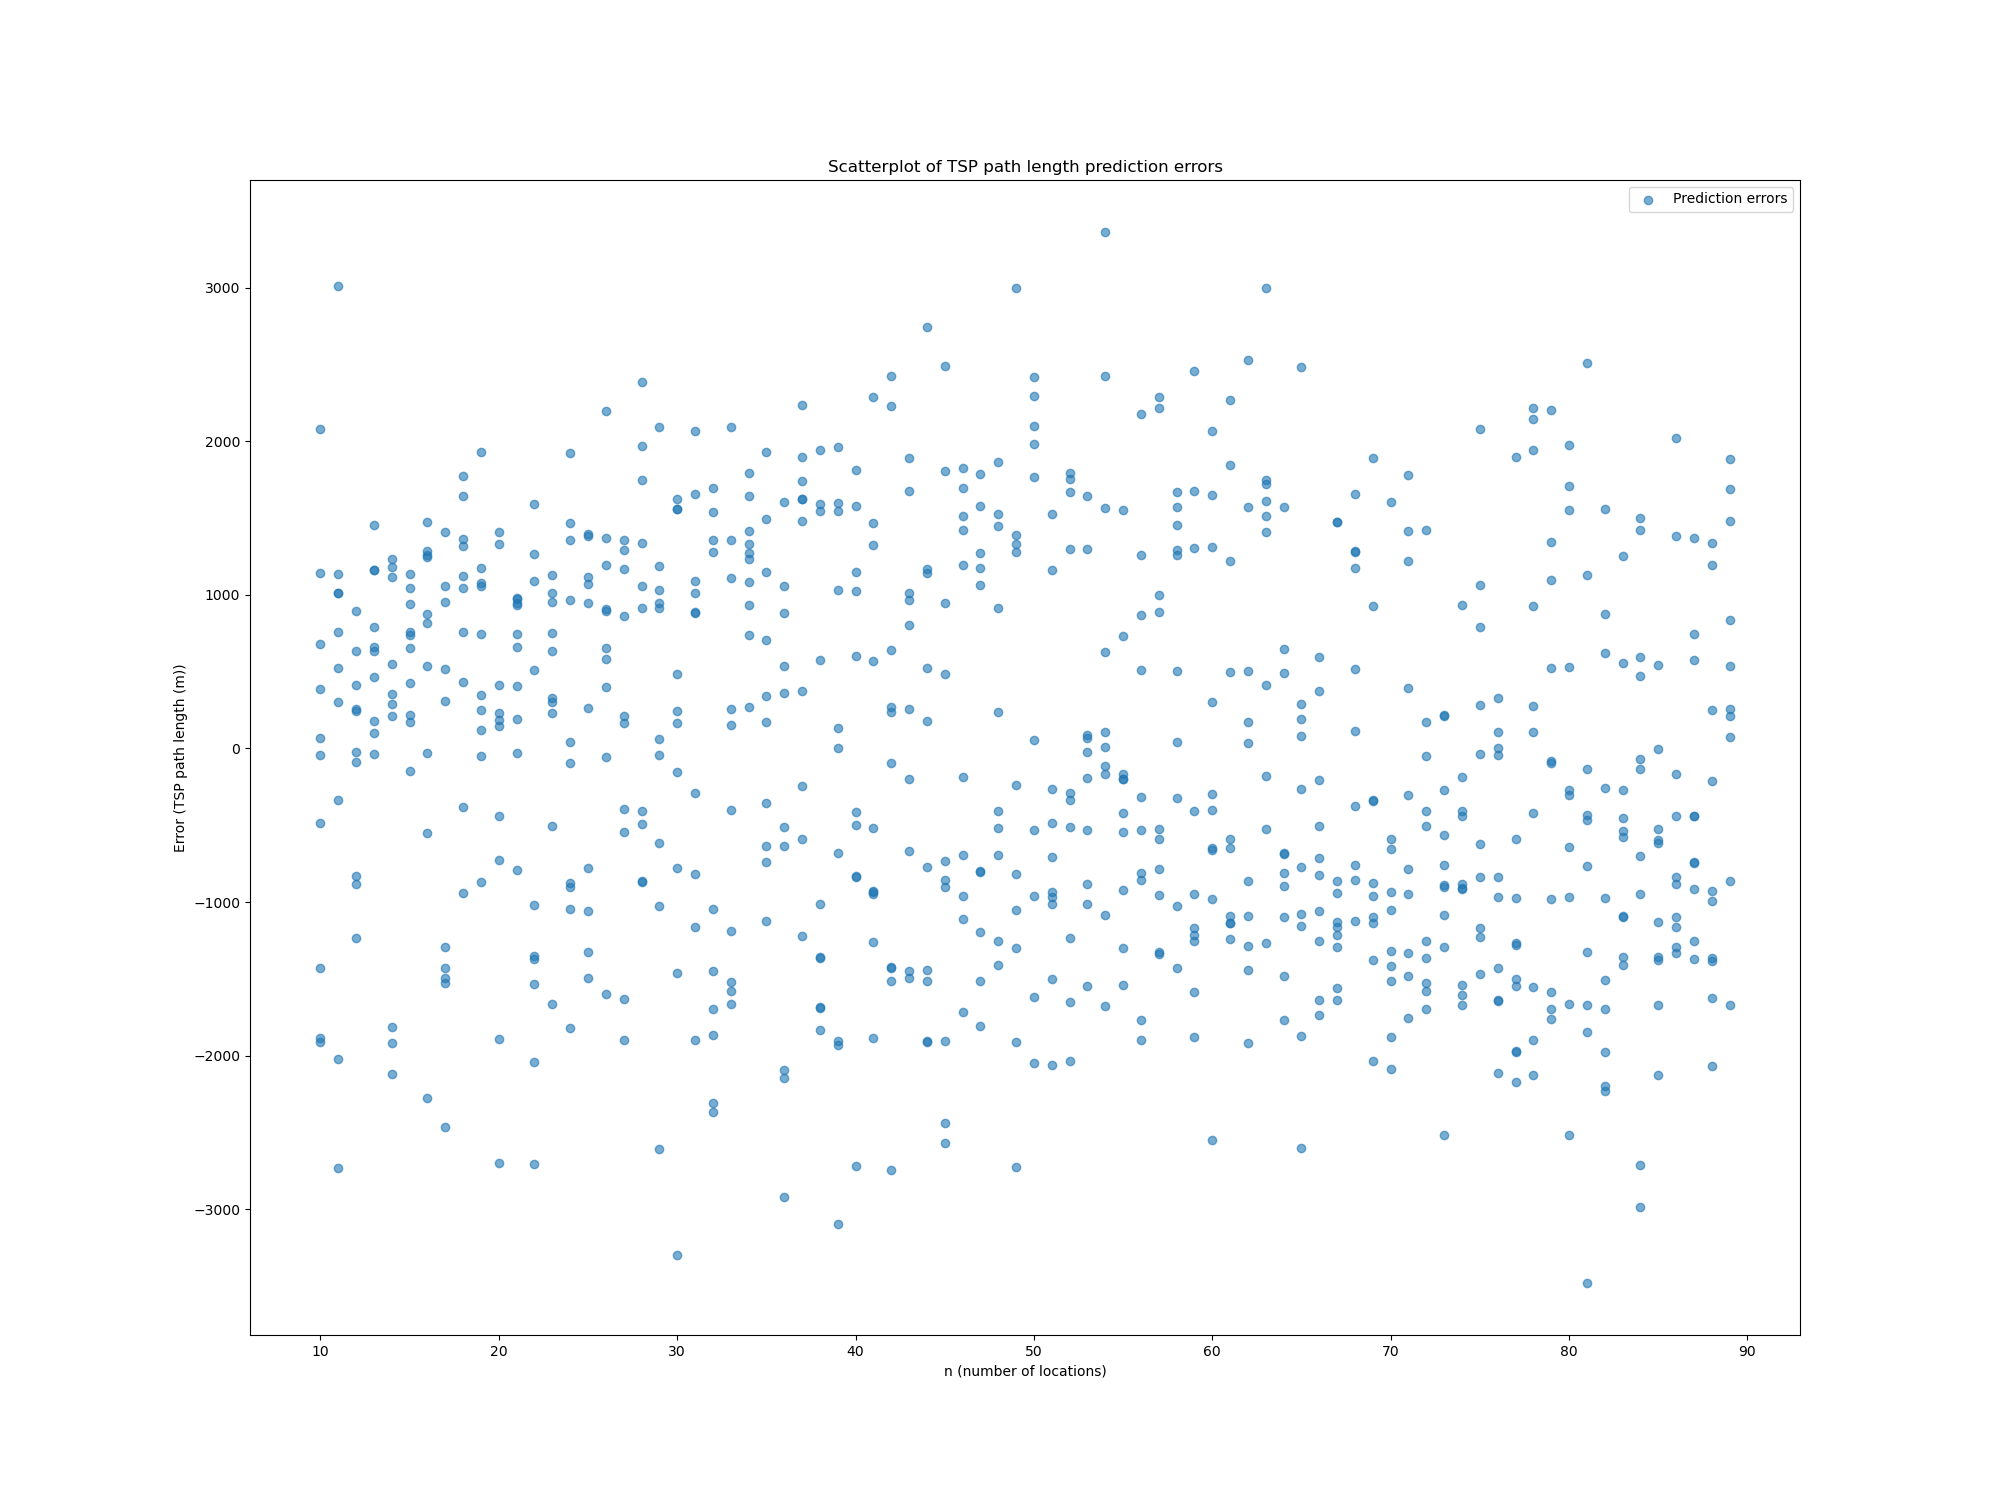 Scatterplot of TSP path length prediction errors
Prediction errors
3000
2000
1000
0
−1000
−2000
−3000
Error (TSP path length (m))
10 20 30 40 50 60 70 80 90
n (number of locations)